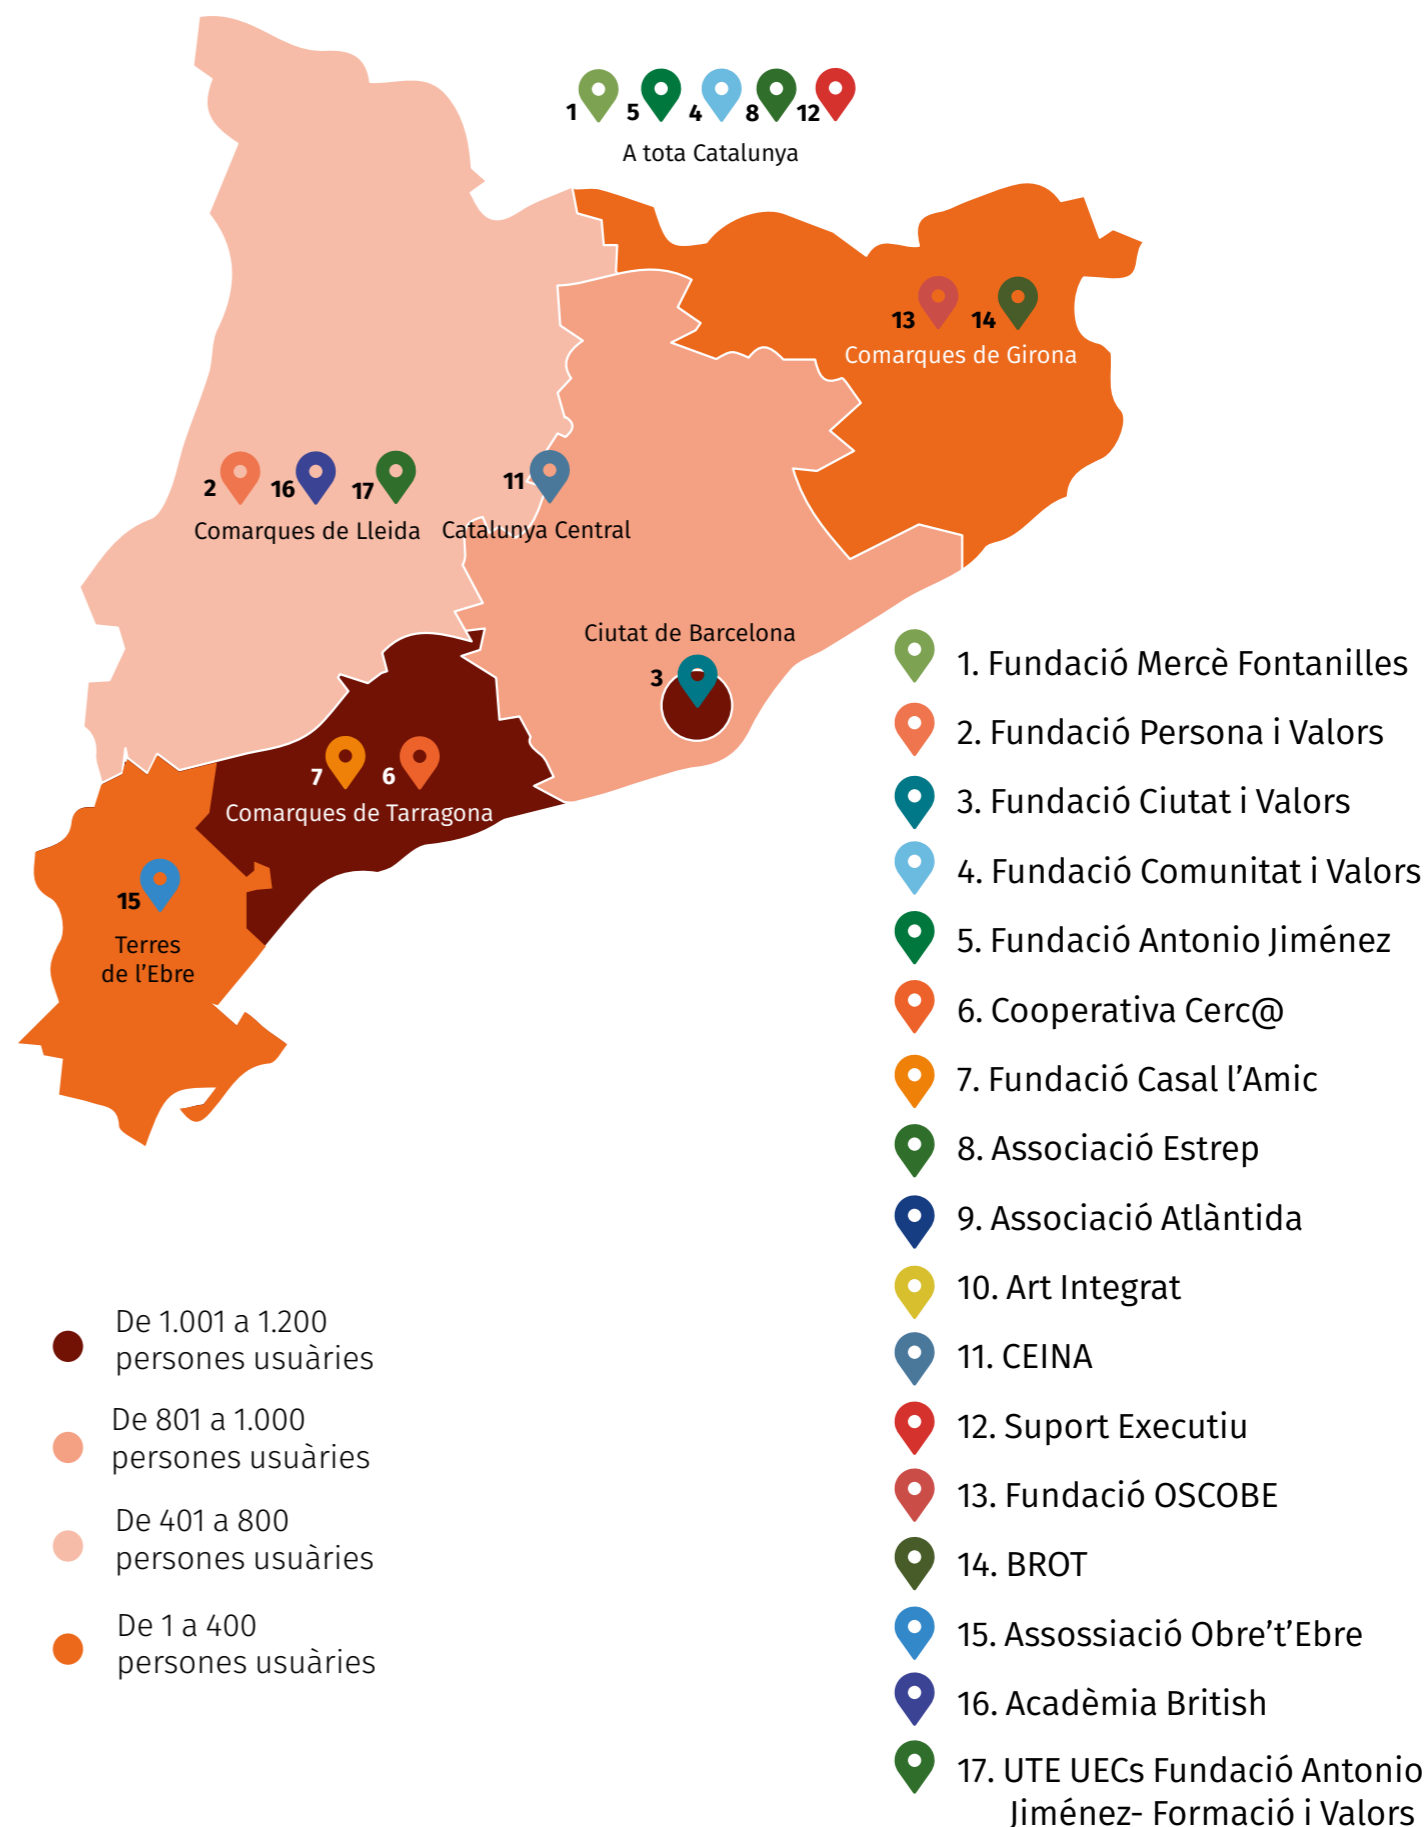 1 5 4 8 12
A tota Catalunya
13 14
Comarques de Girona
2 16 17
Comarques de Lleida
11
Catalunya Central
Ciutat de Barcelona
3
7 6
Comarques de Tarragona
15
Terres
de l'Ebre
De 1.001 a 1.200
persones usuàries
De 801 a 1.000
persones usuàries
De 401 a 800
persones usuàries
De 1 a 400
persones usuàries
1. Fundació Mercè Fontanilles
2. Fundació Persona i Valors
3. Fundació Ciutat i Valors
4. Fundació Comunitat i Valors
5. Fundació Antonio Jiménez
6. Cooperativa Cerc@
7. Fundació Casal l'Amic
8. Associació Estrep
9. Associació Atlàntida
10. Art Integrat
11. CEINA
12. Suport Executiu
13. Fundació OSCOBE
14. BROT
15. Assossiació Obre't'Ebre
16. Acadèmia British
17. UTE UECs Fundació Antonio
Jiménez- Formació i Valors